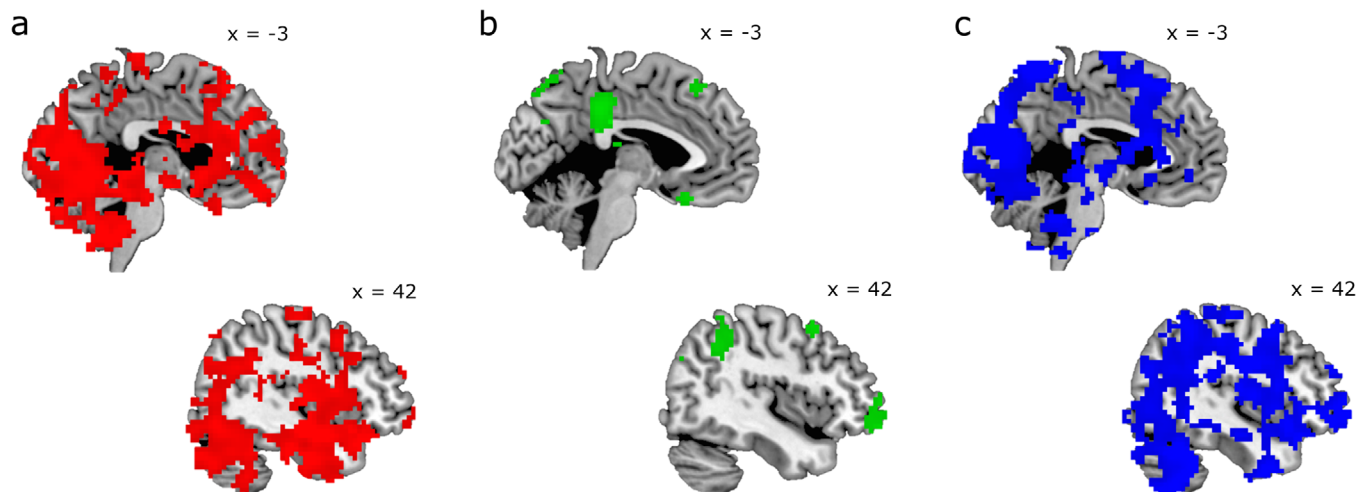 a
x = -3
b
x = -3
c
x = -3
x = 42
x = 42
x = 42